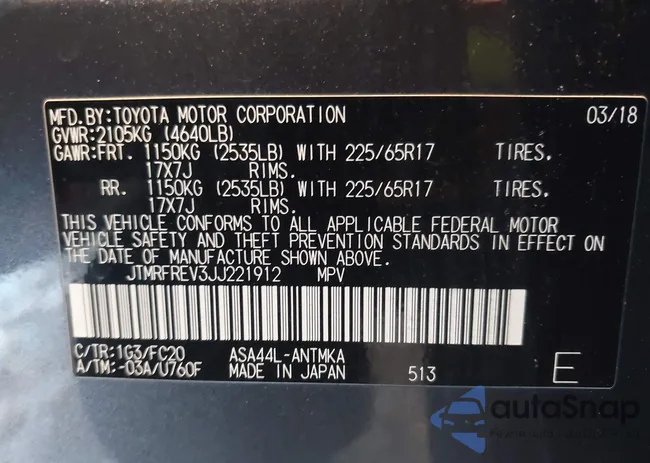 MFD.BY:TOYOTA MOTOR CORPORATION 03/18
GVWR:2105KG (4640LB)
GAWR:FRT. 1150KG (2535LB) WITH 225/65R17 TIRES.
17X7J RIMS.
RR. 1150KG (2535LB) WITH 225/65R17 TIRES.
17X7J RIMS.
THIS VEHICLE CONFORMS TO ALL APPLICABLE FEDERAL MOTOR
VEHICLE SAFETY AND THEFT PREVENTION STANDARDS IN EFFECT ON
THE DATE OF MANUFACTURE SHOWN ABOVE.
JTMRFREV3JJ221912 MPV
C/TR:1G3/FC20 ASA44L-ANTMKA
A/TM:-03A/U760F MADE IN JAPAN 513 E
autoSnap